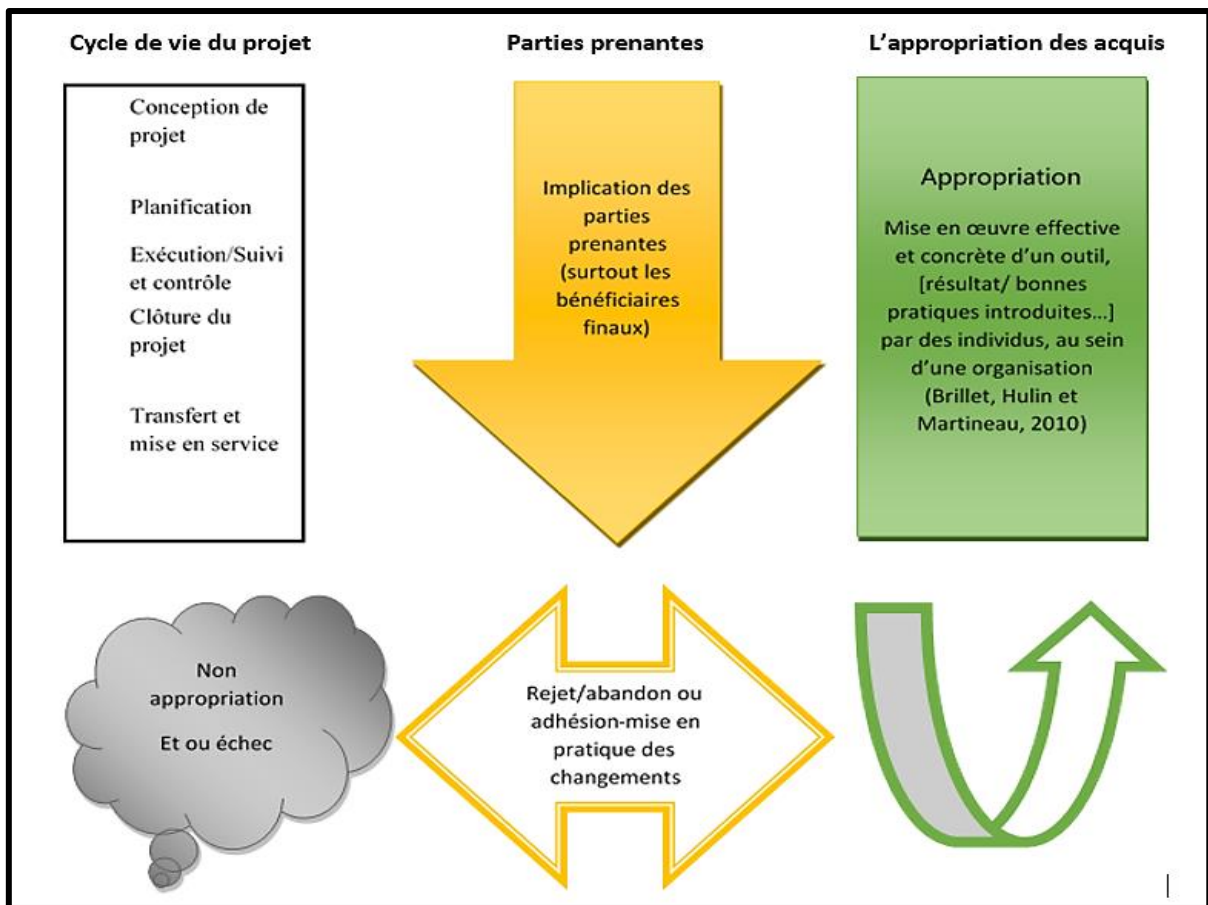 Cycle de vie du projet
Parties prenantes
L'appropriation des acquis
Conception de
projet
Planification
Exécution/Suivi
et contrôle
Clôture du
projet
Transfert et
mise en service
Implication des
parties
prenantes
(surtout les
bénéficiaires
finaux)
Appropriation
Mise en œuvre effective
et concrète d'un outil,
[résultat/ bonnes
pratiques introduites...]
par des individus, au sein
d'une organisation
(Brillet, Hulin et
Martineau, 2010)
Non
appropriation
Et ou échec
Rejet/abandon ou
adhésion-mise en
pratique des
changements